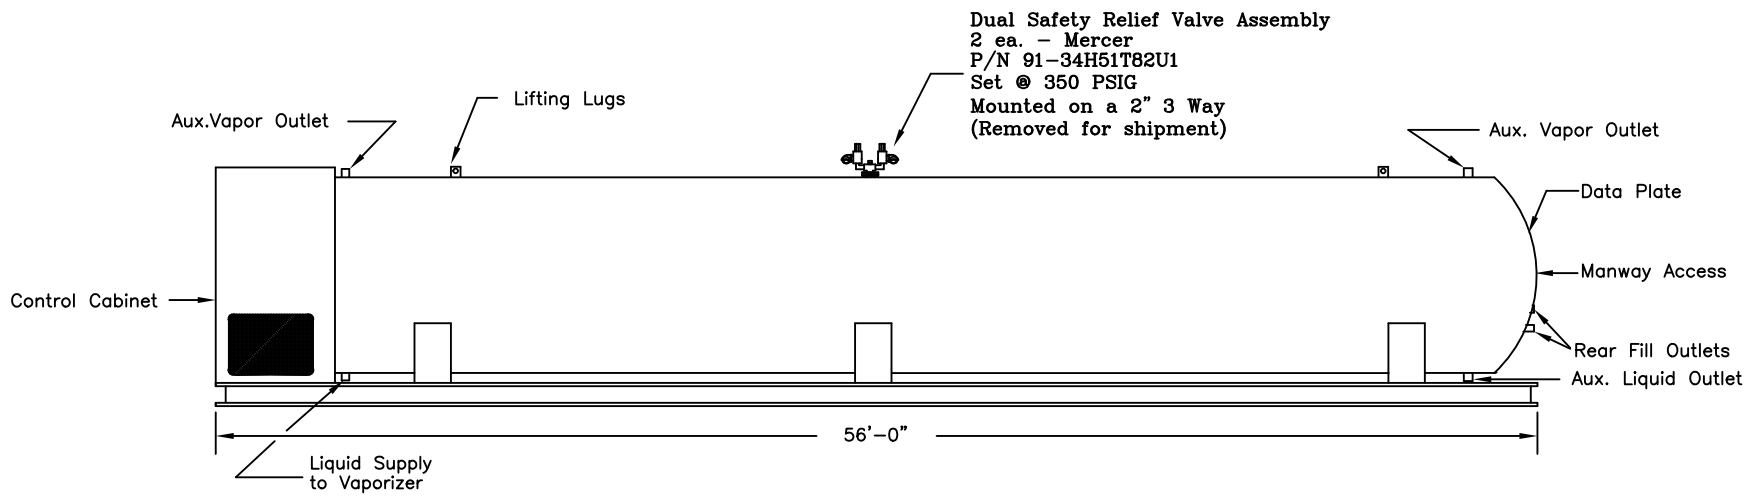 Dual Safety Relief Valve Assembly
2 ea. - Mercer
P/N 91-34H51T82U1
Set @ 350 PSIG
Mounted on a 2" 3 Way
(Removed for shipment)
Lifting Lugs
Aux.Vapor Outlet
Aux. Vapor Outlet
Data Plate
Manway Access
Control Cabinet
Rear Fill Outlets
Aux. Liquid Outlet
56'-0"
Liquid Supply
to Vaporizer